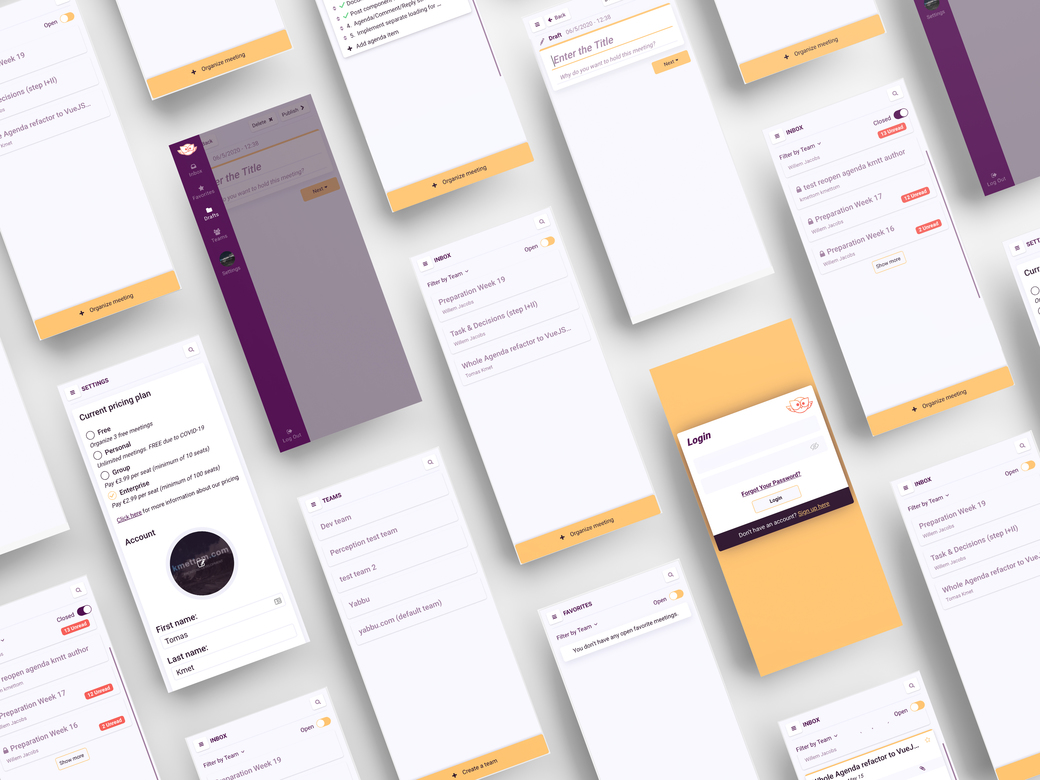 Open
Week 19
Decisions (step I+II)
Agenda refactor to VueJS...
Kmet
Organize meeting
Organize meeting
Post component
4. Agenda/Comment/Reply
5. Implement separate loading for ...
Add agenda item
Organize meeting
Back
Draft 06/5/2020 - 12:38
Enter the Title
Why do you want to hold this meeting?
Next
Organize meeting
Settings
Log Out
Inbox
Favorites
Drafts
Teams
Settings
Log Out
Delete
Publish
06/5/2020 - 12:38
er the Title
you want to hold this meeting?
Next
INBOX
Open
Filter by Team
Preparation Week 19
Willem Jacobs
Task & Decisions (step I+II)
Willem Jacobs
Whole Agenda refactor to VueJS...
Tomas Kmet
Organize meeting
INBOX
Closed
Filter by Team
13 Unread
Willem Jacobs
test reopen agenda kmtt author
kmettom kmettom
Preparation Week 17
12 Unread
Willem Jacobs
Preparation Week 16
2 Unread
Willem Jacobs
Show more
Organize meeting
SETTINGS
Current pricing plan
Free
Organize 3 free meetings
Personal
Unlimited meetings FREE due to COVID-19
Group
Pay €3.99 per seat (minimum of 10 seats)
Enterprise
Pay €2.99 per seat (minimum of 100 seats)
Click here for more information about our pricing
Account
kmettom.com
First name:
Tomas
Last name:
Kmet
TEAMS
Dev team
Perception test team
test team 2
Yabbu
yabbu.com (default team)
Create a team
Login
Forgot Your Password?
Login
Don't have an account? Sign up here
FAVORITES
Open
Filter by Team
You don't have any open favorite meetings.
INBOX
Open
Filter by Team
Preparation Week 19
Willem Jacobs
Task & Decisions (step I+II)
Willem Jacobs
Whole Agenda refactor to
Tomas Kmet
Closed
13 Unread
reopen agenda kmtt author
kmettom
Preparation Week 17
12 Unread
Willem Jacobs
Preparation Week 16
2 Unread
Willem Jacobs
Show more
INBOX
Open
Filter by Team
Preparation Week 19
INBOX
Open
Filter by Team
Whole Agenda refactor to VueJ...
May 15